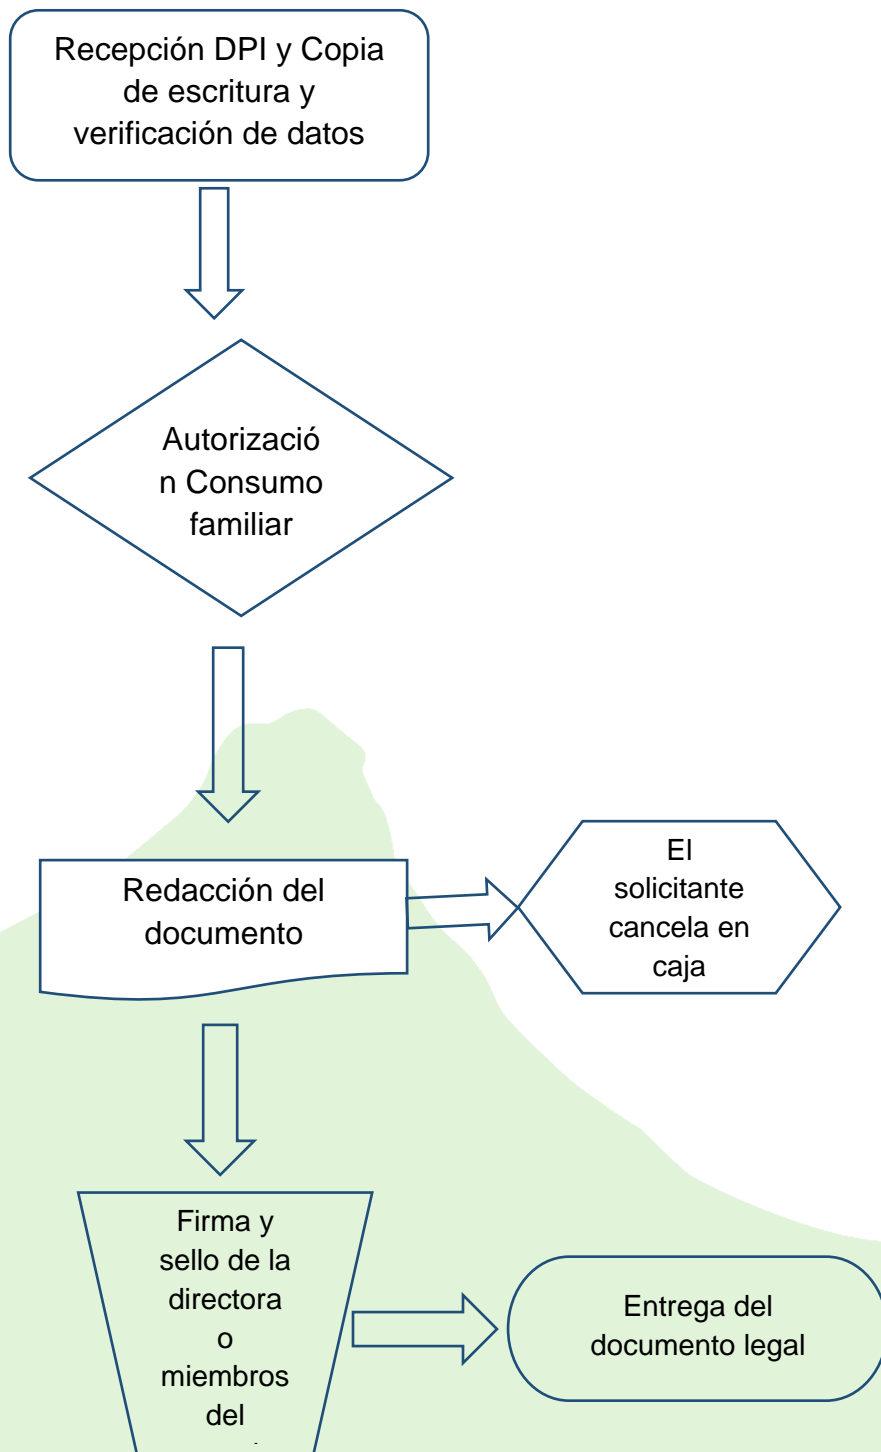 Recepción DPI y Copia
de escritura y
verificación de datos
Autorizació
n Consumo
familiar
Redacción del
documento
El
solicitante
cancela en
caja
Firma y
sello de la
directora
o
miembros
del
Entrega del
documento legal